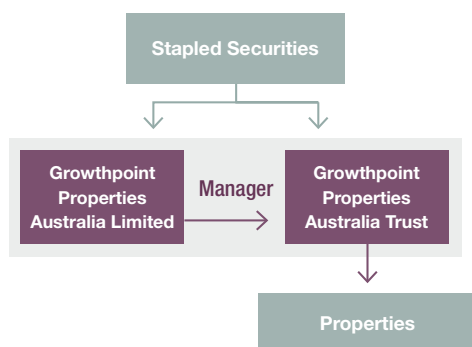 Stapled Securities
Growthpoint
Properties
Australia Limited
Manager
Growthpoint
Properties
Australia Trust
Properties